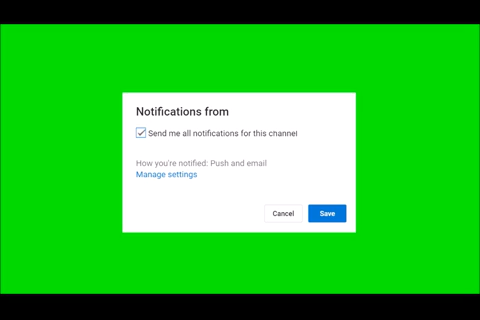 Notifications from
Send me all notifications for this channel
How you're notified: Push and email
Manage settings
Cancel
Save